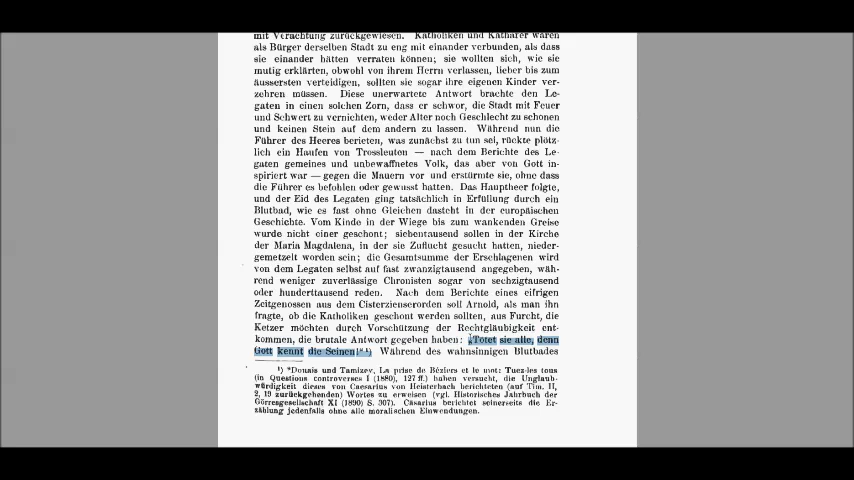 mit Verachtung zurückgewiesen. Katholiken und Katharer waren
als Bürger derselben Stadt zu eng mit einander verbunden, als dass
sie einander hätten verraten können; sie wollten sich, wie sie
mutig erklärten, obwohl von ihrem Herrn verlassen, lieber bis zum
äussersten verteidigen, sollten sie sogar ihre eigenen Kinder ver-
zehren müssen. Diese unerwartete Antwort brachte den Le-
gaten in einen solchen Zorn, dass er schwor, die Stadt mit Feuer
und Schwert zu vernichten, weder Alter noch Geschlecht zu schonen
und keinen Stein auf dem andern zu lassen. Während nun die
Führer des Heeres berieten, was zunächst zu tun sei, rückte plötz-
lich ein Haufen von Trossleuten — nach dem Berichte des Le-
gaten gemeines und unbewaffnetes Volk, das aber von Gott in-
spiriert war — gegen die Mauern vor und erstürmte sie, ohne dass
die Führer es befohlen oder gewusst hatten. Das Hauptheer folgte,
und der Eid des Legaten ging tatsächlich in Erfüllung durch ein
Blutbad, wie es fast ohne Gleichen dasteht in der europäischen
Geschichte. Vom Kinde in der Wiege bis zum wankenden Greise
wurde nicht einer geschont; siebentausend sollen in der Kirche
der Maria Magdalena, in der sie Zuflucht gesucht hatten, nieder-
gemetzelt worden sein; die Gesamtsumme der Erschlagenen wird
von dem Legaten selbst auf fast zwanzigtausend angegeben, wäh-
rend weniger zuverlässige Chronisten sogar von sechzigtausend
oder hunderttausend reden. Nach dem Berichte eines eifrigen
Zeitgenossen aus dem Cisterzienserorden soll Arnold, als man ihn
fragte, ob die Katholiken geschont werden sollten, aus Furcht, die
Ketzer möchten durch Vorschützung der Rechtgläubigkeit ent-
kommen, die brutale Antwort gegeben haben: „Tötet sie alle, denn
Gott kennt die Seinen!“ ¹) Während des wahnsinnigen Blutbades
¹) *Douais und Tamizey, La prise de Béziers et le mot: Tuez-les tous
(in Questions controverses I (1880), 127 ff.) haben versucht, die Unglaub-
würdigkeit dieses von Caesarius von Heisterbach berichteten (auf Tim. II,
2, 19 zurückgehenden) Wortes zu erweisen (vgl. Historisches Jahrbuch der
Görresgesellschaft XI (1890) S. 307). Cäsarius berichtet seinerseits die Er-
zählung jedenfalls ohne alle moralischen Einwendungen.